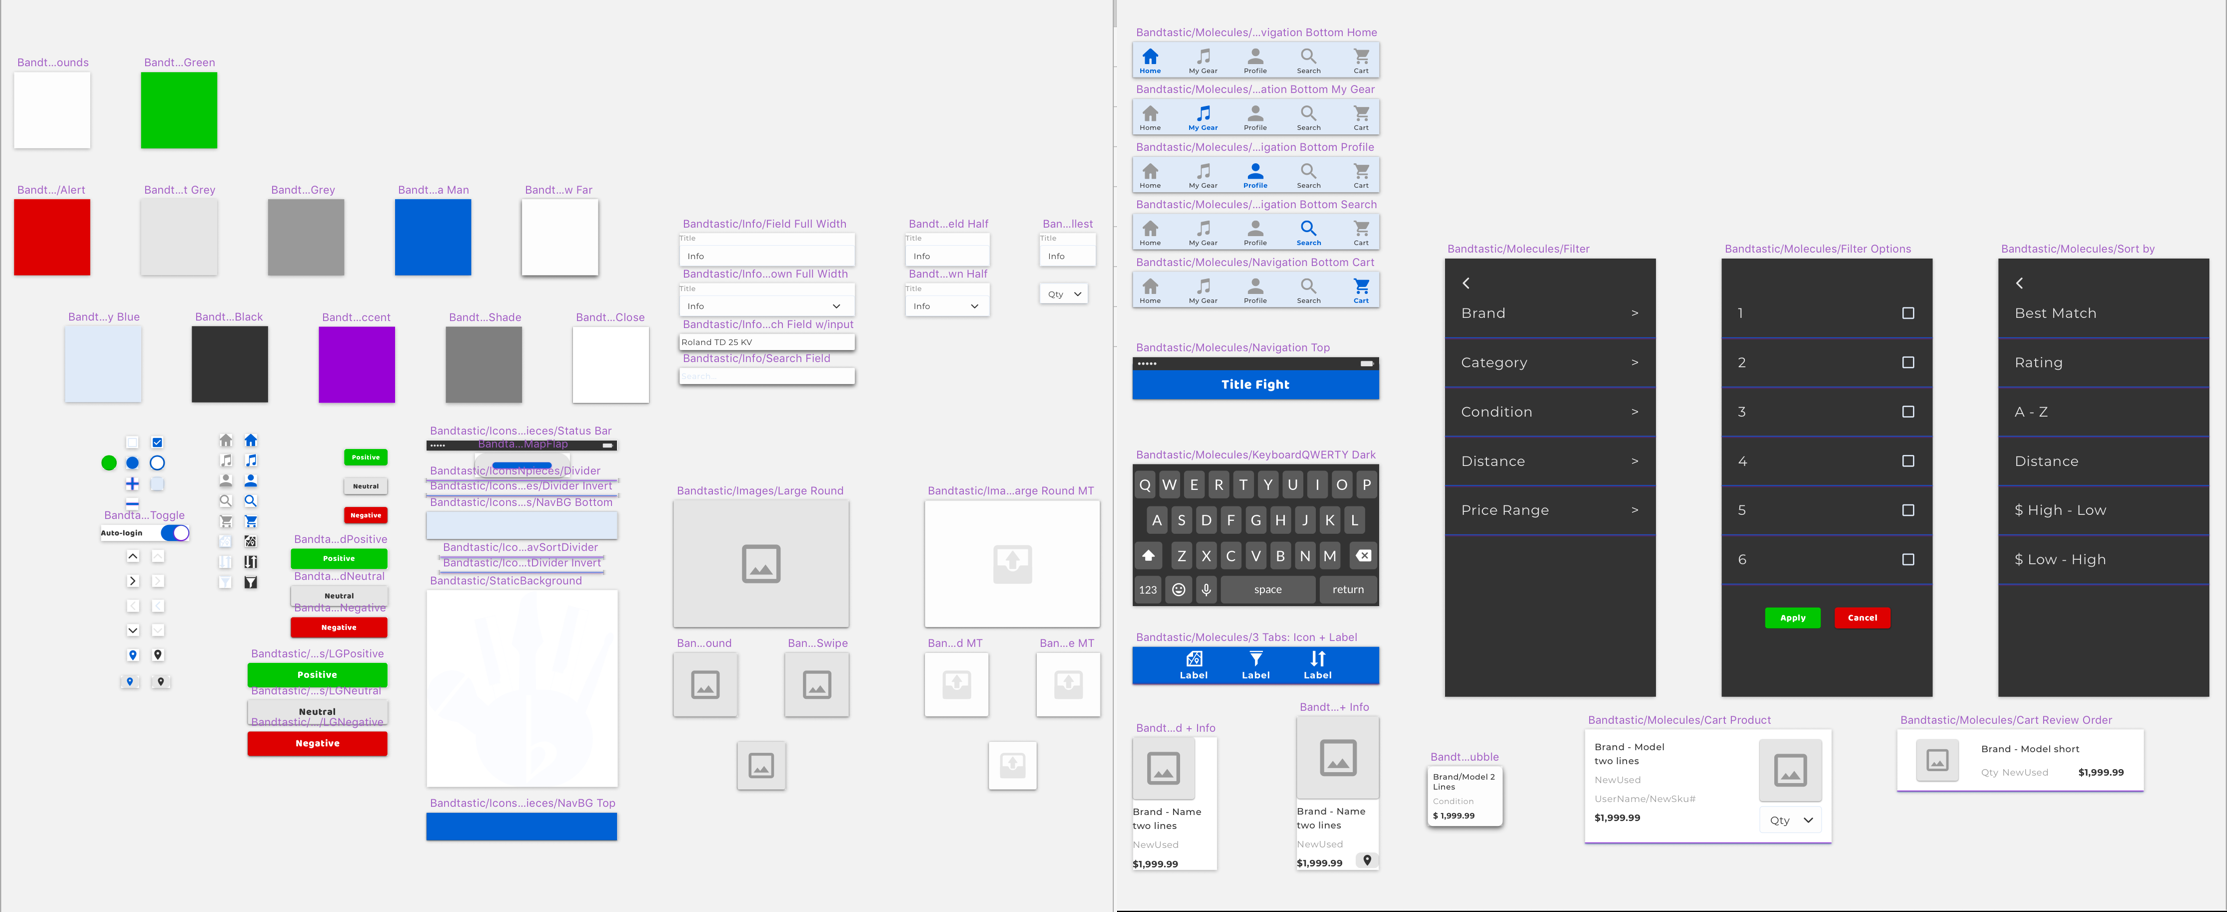 Bandt...ounds
Bandt...Green
Bandt.../Alert
Bandt...t Grey
Bandt...Grey
Bandt...a Man
Bandt...w Far
Bandt...y Blue
Bandt...Black
Bandt...ccent
Bandt...Shade
Bandt...Close
Bandta...Toggle
Auto-login
Positive
Neutral
Negative
Bandta...dPositive
Positive
Bandta...dNeutral
Neutral
Bandta...Negative
Negative
Bandtastic/...s/LGPositive
Positive
Bandtastic/...s/LGNeutral
Neutral
Bandtastic/.../LGNegative
Negative
Bandtastic/Icons...ieces/Status Bar
Bandta...MapFlap
Bandtastic/IconsNpieces/Divider
Bandtastic/Icons...es/Divider Invert
Bandtastic/Icons...s/NavBG Bottom
Bandtastic/Ico...avSortDivider
Bandtastic/Ico...tDivider Invert
Bandtastic/StaticBackground
Bandtastic/Icons...ieces/NavBG Top
Bandtastic/Info/Field Full Width
Title
Info
Bandt...eld Half
Title
Info
Ban...llest
Title
Info
Bandtastic/Info...own Full Width
Title
Info
Bandt...wn Half
Title
Info
Qty
Bandtastic/Info...ch Field w/input
Roland TD 25 KV
Bandtastic/Info/Search Field
Search...
Bandtastic/Images/Large Round
Bandtastic/Ima...arge Round MT
Ban...ound
Ban...Swipe
Ban...d MT
Ban...e MT
Bandtastic/Molecules/...vigation Bottom Home
Home My Gear Profile Search Cart
Bandtastic/Molecules/...ation Bottom My Gear
Home My Gear Profile Search Cart
Bandtastic/Molecules/...igation Bottom Profile
Home My Gear Profile Search Cart
Bandtastic/Molecules/...igation Bottom Search
Home My Gear Profile Search Cart
Bandtastic/Molecules/Navigation Bottom Cart
Home My Gear Profile Search Cart
Bandtastic/Molecules/Navigation Top
Title Fight
Bandtastic/Molecules/KeyboardQWERTY Dark
Q W E R T Y U I O P
A S D F G H J K L
Z X C V B N M
123 space return
Bandtastic/Molecules/3 Tabs: Icon + Label
Label Label Label
Bandt...d + Info
Brand - Name
two lines
NewUsed
$1,999.99
Bandt...+ Info
Brand - Name
two lines
NewUsed
$1,999.99
Bandtastic/Molecules/Filter
Brand >
Category >
Condition >
Distance >
Price Range >
Bandtastic/Molecules/Filter Options
1
2
3
4
5
6
Apply Cancel
Bandtastic/Molecules/Sort by
Best Match
Rating
A - Z
Distance
$ High - Low
$ Low - High
Bandt...ubble
Brand/Model 2
Lines
Condition
$ 1,999.99
Bandtastic/Molecules/Cart Product
Brand - Model
two lines
NewUsed
UserName/NewSku#
$1,999.99
Qty
Bandtastic/Molecules/Cart Review Order
Brand - Model short
Qty NewUsed $1,999.99